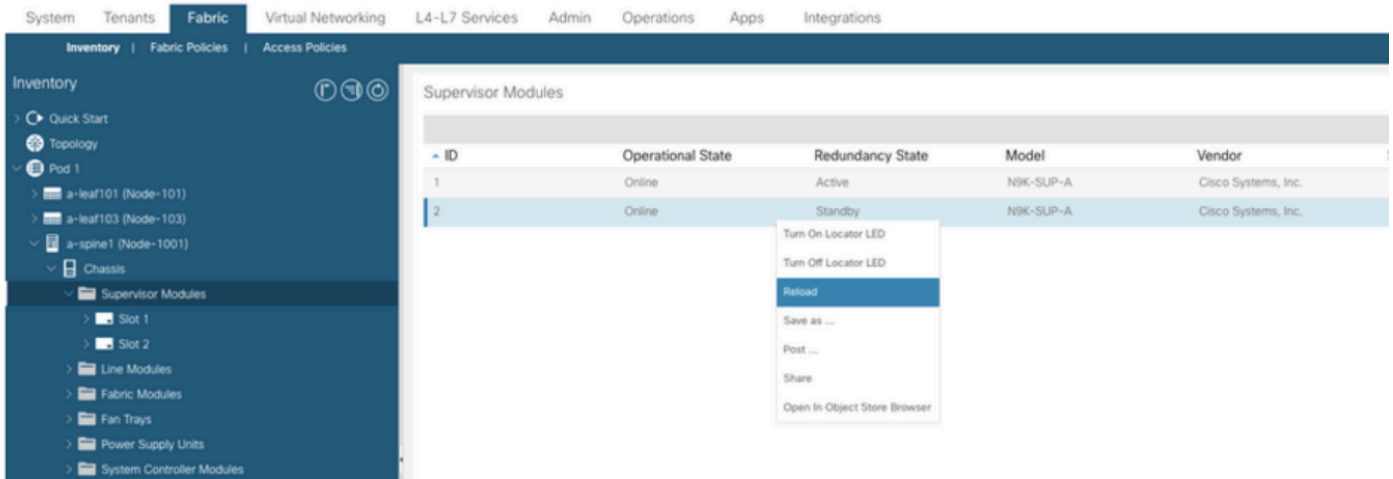 System Tenants Fabric Virtual Networking L4-L7 Services Admin Operations Apps Integrations
Inventory | Fabric Policies | Access Policies
Inventory
Quick Start
Topology
Pod 1
a-leaf101 (Node-101)
a-leaf103 (Node-103)
a-spine1 (Node-1001)
Chassis
Supervisor Modules
Slot 1
Slot 2
Line Modules
Fabric Modules
Fan Trays
Power Supply Units
System Controller Modules
Supervisor Modules
ID Operational State Redundancy State Model Vendor
1 Online Active N9K-SUP-A Cisco Systems, Inc.
2 Online Standby N9K-SUP-A Cisco Systems, Inc.
Turn On Locator LED
Turn Off Locator LED
Reload
Save as ...
Post ...
Share
Open In Object Store Browser